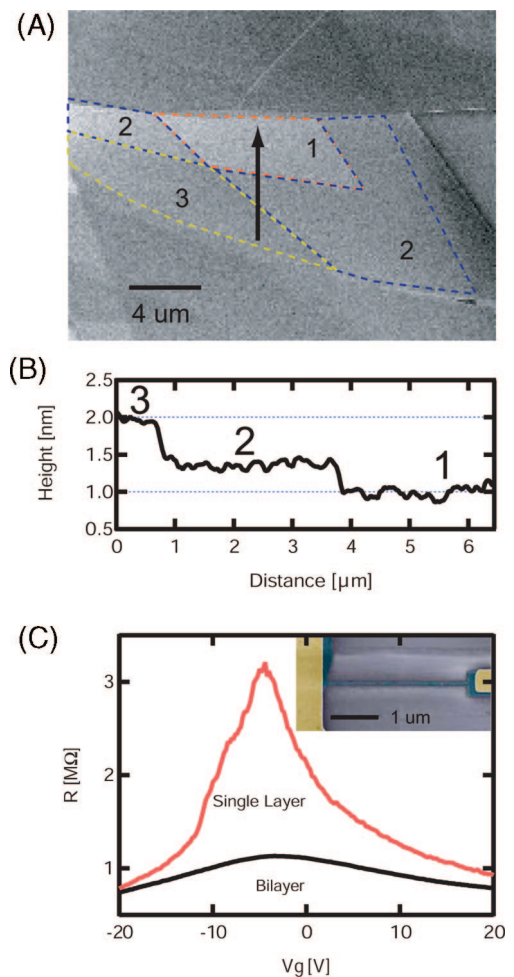 (A)
2
1
3
2
4 um
(B)
2.5
2.0
1.5
1.0
0.5
Height [nm]
3
2
1
0
1
2
3
4
5
6
Distance [µm]
(C)
3
2
1
R [MΩ]
1 um
Single Layer
Bilayer
-20
-10
0
10
20
Vg [V]